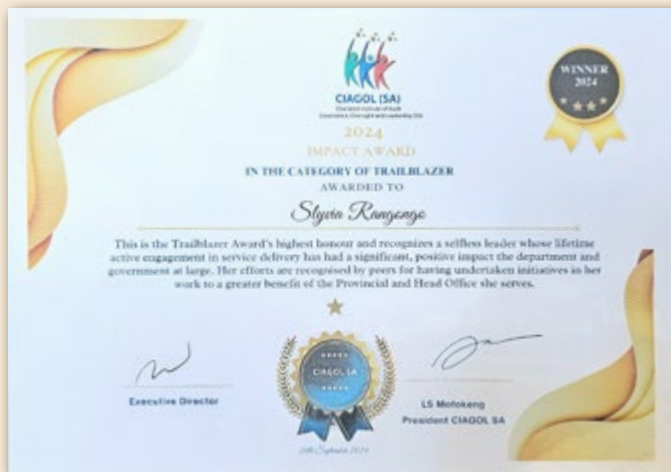 CIAGOL (SA)
2024
IMPACT AWARD
WINNER
2024
IN THE CATEGORY OF TRAILBLAZER
AWARDED TO
Slyvia Rangongo
This is the Trailblazer Award's highest honour and recognizes a selfless leader whose lifetime
active engagement in service delivery has had a significant, positive impact the department and
government at large. Her efforts are recognised by peers for having undertaken initiatives in her
work to a greater benefit of the Provincial and Head Office she serves.
CIAGOL SA
Executive Director
LS Mofokeng
President CIAGOL SA
September 2024